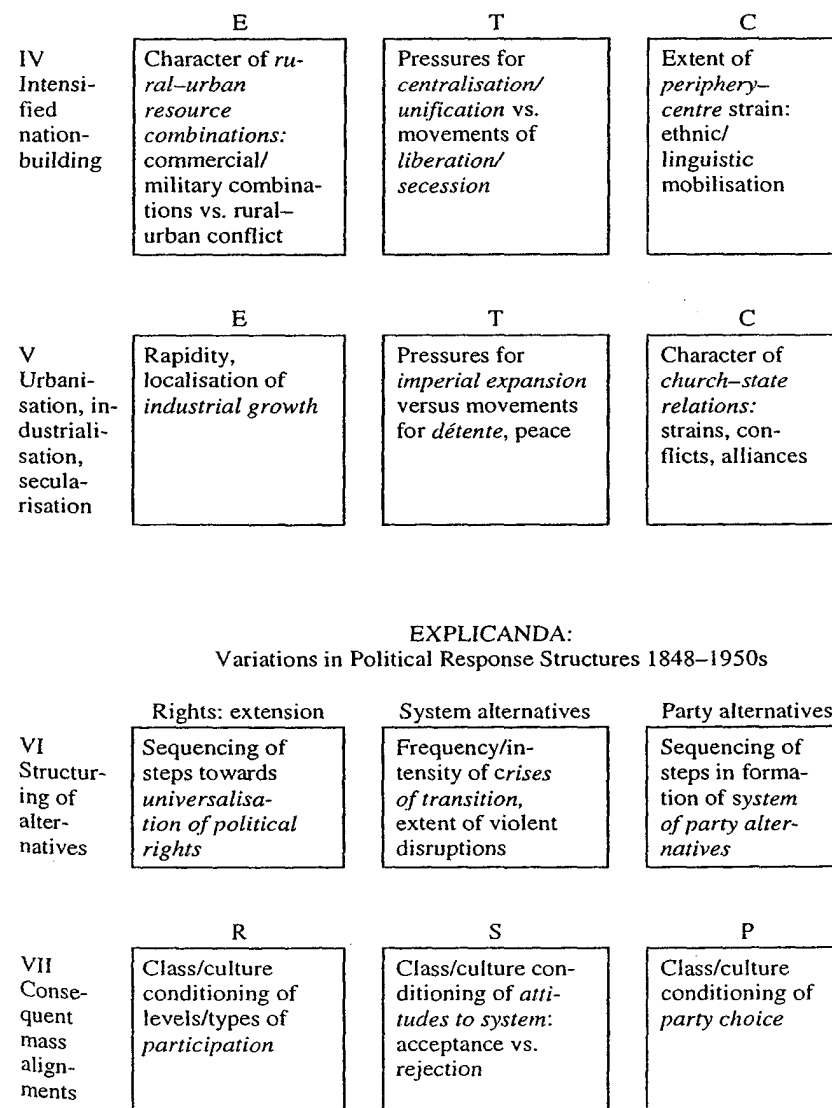 E T C
IV
Intensi-
fied
nation-
building
Character of ru-
ral–urban
resource
combinations:
commercial/
military combina-
tions vs. rural–
urban conflict
Pressures for
centralisation/
unification vs.
movements of
liberation/
secession
Extent of
periphery–
centre strain:
ethnic/
linguistic
mobilisation
E T C
V
Urbani-
sation, in-
dustriali-
sation,
secula-
risation
Rapidity,
localisation of
industrial growth
Pressures for
imperial expansion
versus movements
for détente, peace
Character of
church–state
relations:
strains, con-
flicts, alliances
EXPLICANDA:
Variations in Political Response Structures 1848–1950s
Rights: extension System alternatives Party alternatives
VI
Structur-
ing of
alter-
natives
Sequencing of
steps towards
universalisa-
tion of political
rights
Frequency/in-
tensity of crises
of transition,
extent of violent
disruptions
Sequencing of
steps in forma-
tion of system
of party alter-
natives
R S P
VII
Conse-
quent
mass
align-
ments
Class/culture
conditioning of
levels/types of
participation
Class/culture con-
ditioning of atti-
tudes to system:
acceptance vs.
rejection
Class/culture
conditioning of
party choice